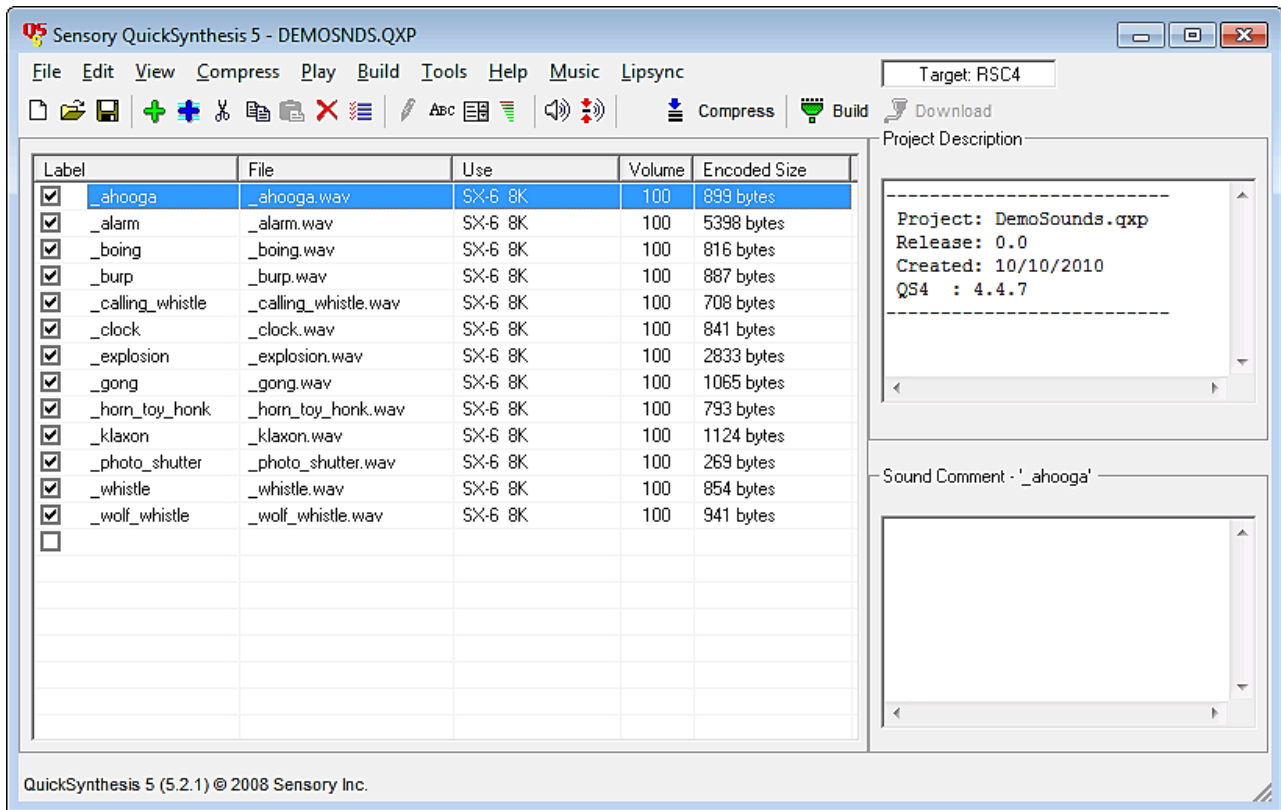 QS 5 Sensory QuickSynthesis 5 - DEMOSNDS.QXP
File Edit View Compress Play Build Tools Help Music Lipsync Target: RSC4
ABC Compress Build Download
Project Description
Label File Use Volume Encoded Size
_ahooga _ahooga.wav SX-6 8K 100 899 bytes
_alarm _alarm.wav SX-6 8K 100 5398 bytes
_boing _boing.wav SX-6 8K 100 816 bytes
_burp _burp.wav SX-6 8K 100 887 bytes
_calling_whistle _calling_whistle.wav SX-6 8K 100 708 bytes
_clock _clock.wav SX-6 8K 100 841 bytes
_explosion _explosion.wav SX-6 8K 100 2833 bytes
_gong _gong.wav SX-6 8K 100 1065 bytes
_horn_toy_honk _horn_toy_honk.wav SX-6 8K 100 793 bytes
_klaxon _klaxon.wav SX-6 8K 100 1124 bytes
_photo_shutter _photo_shutter.wav SX-6 8K 100 269 bytes
_whistle _whistle.wav SX-6 8K 100 854 bytes
_wolf_whistle _wolf_whistle.wav SX-6 8K 100 941 bytes
--------------------------
Project: DemoSounds.qxp
Release: 0.0
Created: 10/10/2010
QS4 : 4.4.7
--------------------------
Sound Comment - '_ahooga'
QuickSynthesis 5 (5.2.1) © 2008 Sensory Inc.